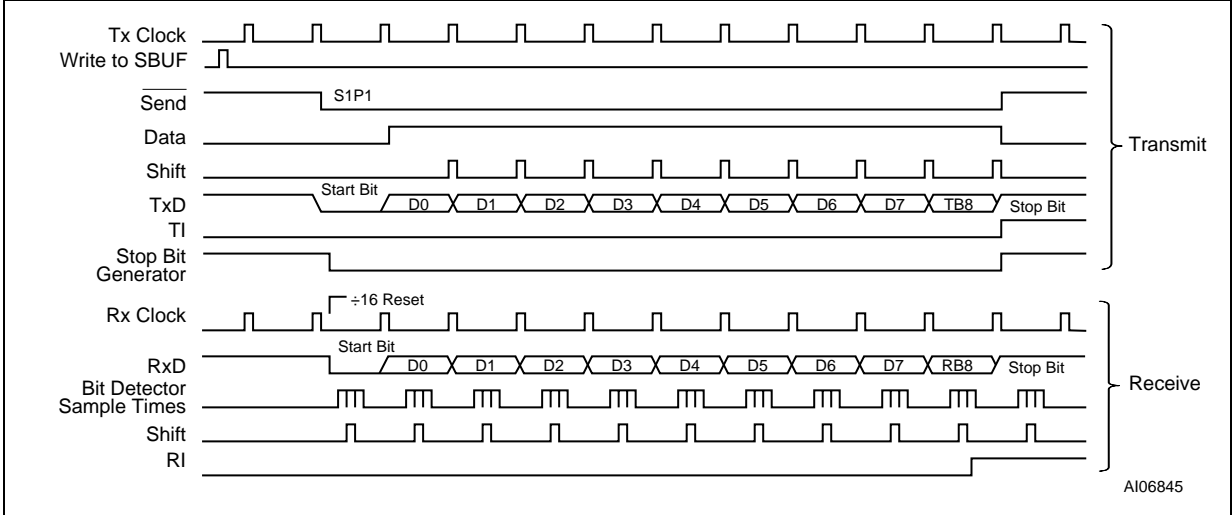 Tx Clock
Write to SBUF
Send
S1P1
Data
Shift
Start Bit
TxD
D0 D1 D2 D3 D4 D5 D6 D7 TB8 Stop Bit
TI
Stop Bit
Generator
Transmit
÷16 Reset
Rx Clock
Start Bit
RxD
D0 D1 D2 D3 D4 D5 D6 D7 RB8 Stop Bit
Bit Detector
Sample Times
Shift
RI
Receive
AI06845